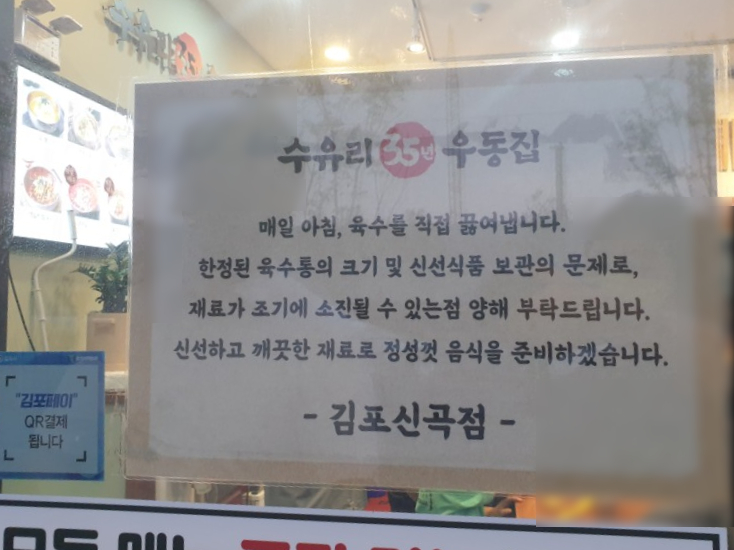 수유리 35년 우동집
매일 아침, 육수를 직접 끓여냅니다.
한정된 육수통의 크기 및 신선식품 보관의 문제로,
재료가 조기에 소진될 수 있는점 양해 부탁드립니다.
신선하고 깨끗한 재료로 정성껏 음식을 준비하겠습니다.
- 김포신곡점 -
"김포페이"
QR결제
됩니다